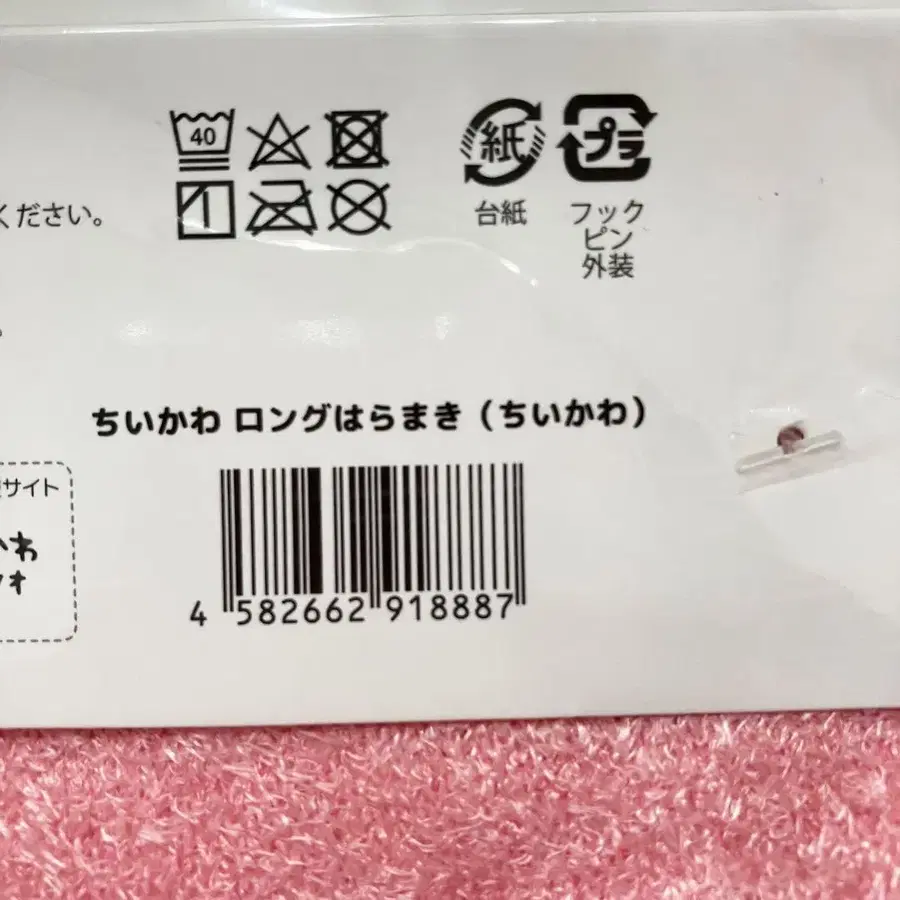 40
紙
プラ
ください。
台紙
フック
ピン
外装
ちいかわ ロングはらまき（ちいかわ）
サイト
かわ
4 582662 918887